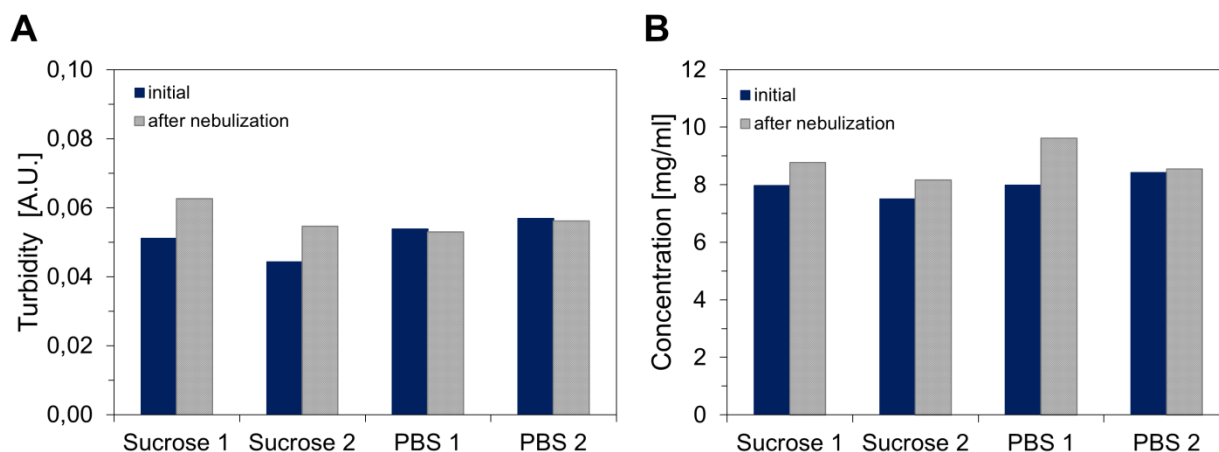 A
Turbidity [A.U.]
0,10
0,08
0,06
0,04
0,02
0,00
initial
after nebulization
Sucrose 1 Sucrose 2 PBS 1 PBS 2
B
Concentration [mg/ml]
12
10
8
6
4
2
0
initial
after nebulization
Sucrose 1 Sucrose 2 PBS 1 PBS 2